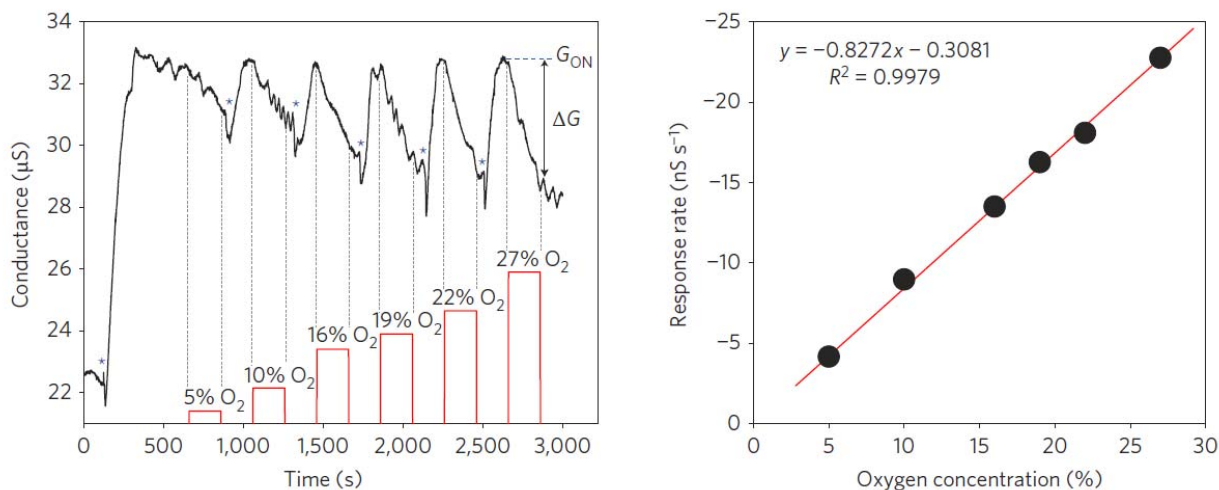 34
32
30
28
26
24
22
Conductance (µS)
G_ON
ΔG
*
*
*
*
*
*
5% O₂
10% O₂
16% O₂
19% O₂
22% O₂
27% O₂
0
500
1,000
1,500
2,000
2,500
3,000
Time (s)
−25
−20
−15
−10
−5
0
Response rate (nS s⁻¹)
y = −0.8272x − 0.3081
R² = 0.9979
0
5
10
15
20
25
30
Oxygen concentration (%)